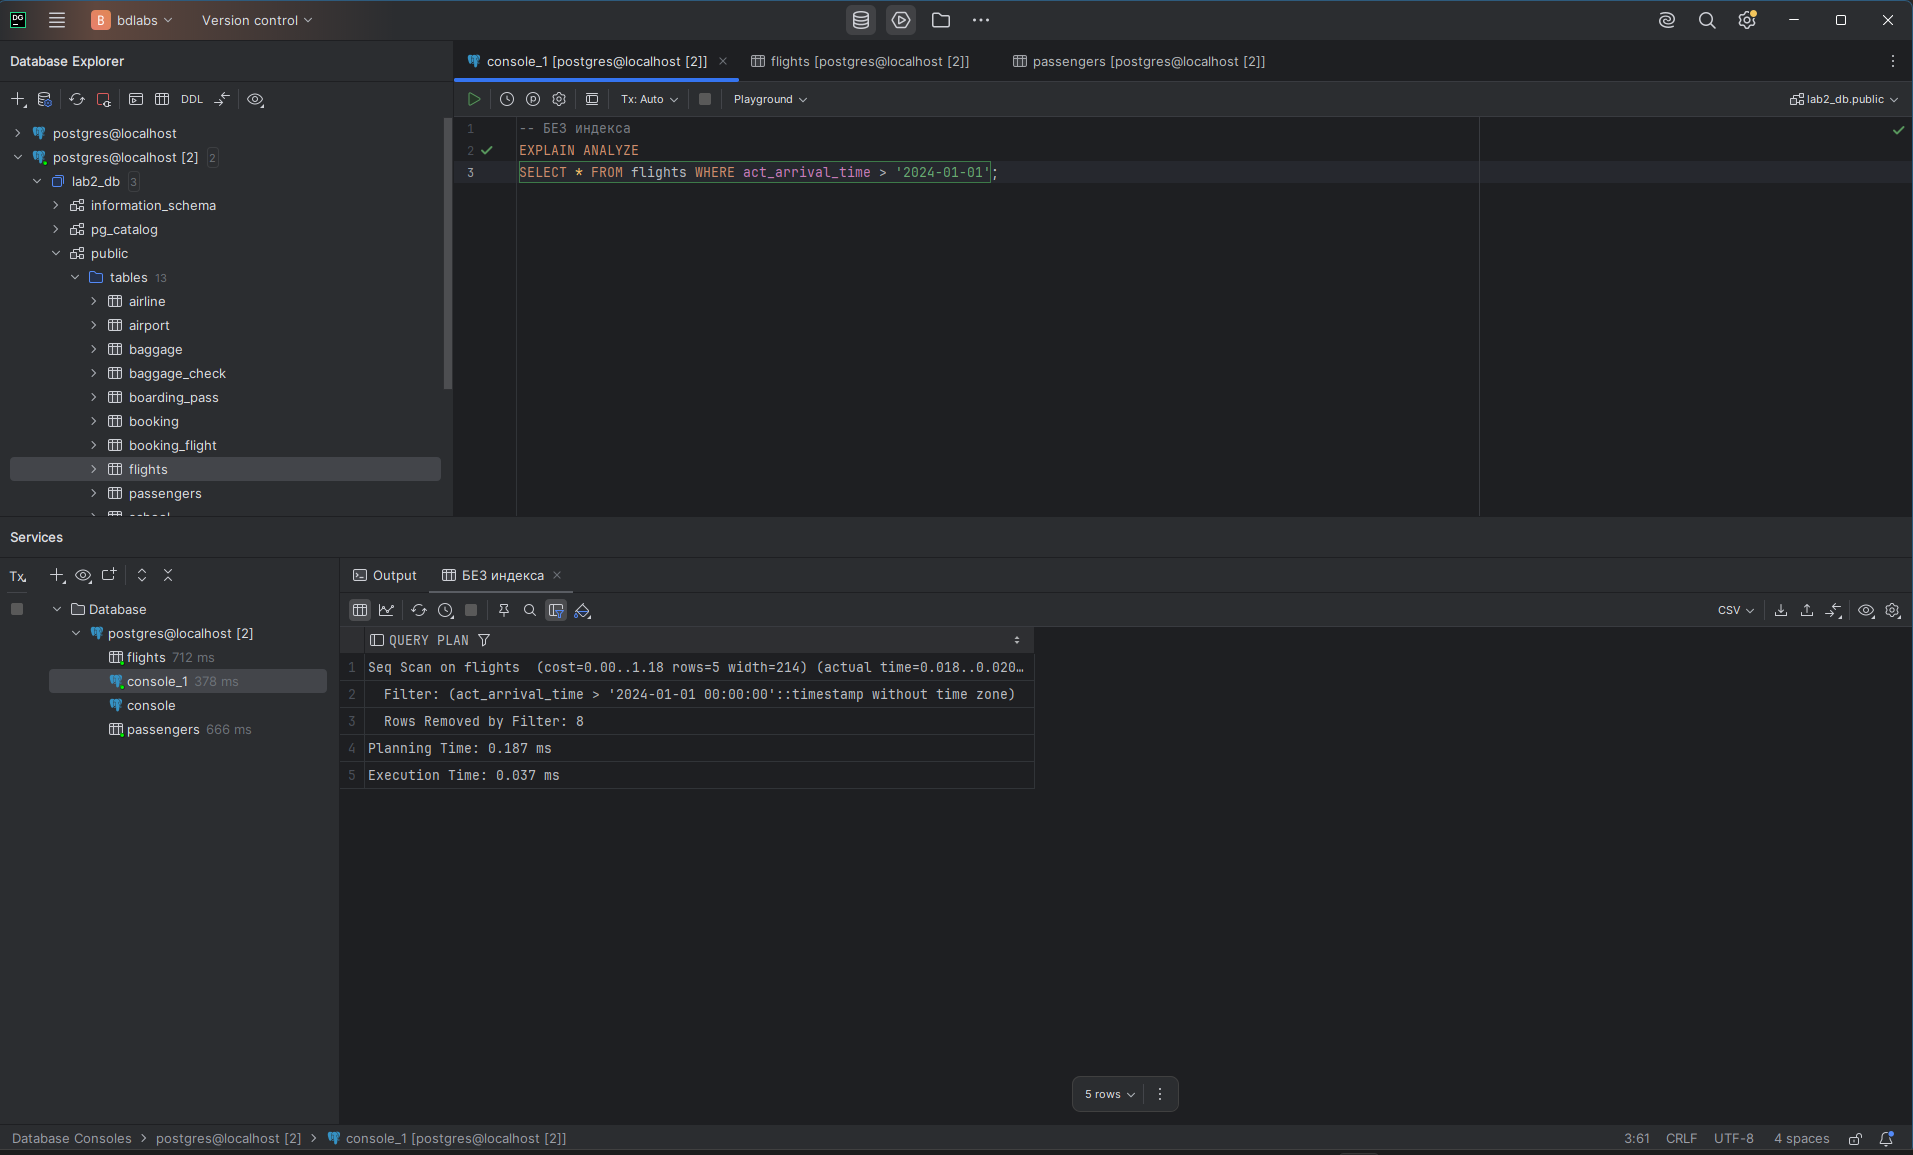 DG
B bdlabs
Version control
Database Explorer
console_1 [postgres@localhost [2]]
flights [postgres@localhost [2]]
passengers [postgres@localhost [2]]
DDL
Tx: Auto
Playground
lab2_db.public
postgres@localhost
postgres@localhost [2] 2
lab2_db 3
information_schema
pg_catalog
public
tables 13
airline
airport
baggage
baggage_check
boarding_pass
booking
booking_flight
flights
passengers
school
1 -- БЕЗ индекса
2 EXPLAIN ANALYZE
3 SELECT * FROM flights WHERE act_arrival_time > '2024-01-01';
Services
Tx
Database
postgres@localhost [2]
flights 712 ms
console_1 378 ms
console
passengers 666 ms
Output
БЕЗ индекса
CSV
QUERY PLAN
1 Seq Scan on flights  (cost=0.00..1.18 rows=5 width=214) (actual time=0.018..0.020…
2 Filter: (act_arrival_time > '2024-01-01 00:00:00'::timestamp without time zone)
3 Rows Removed by Filter: 8
4 Planning Time: 0.187 ms
5 Execution Time: 0.037 ms
5 rows
Database Consoles > postgres@localhost [2] > console_1 [postgres@localhost [2]]
3:61 CRLF UTF-8 4 spaces